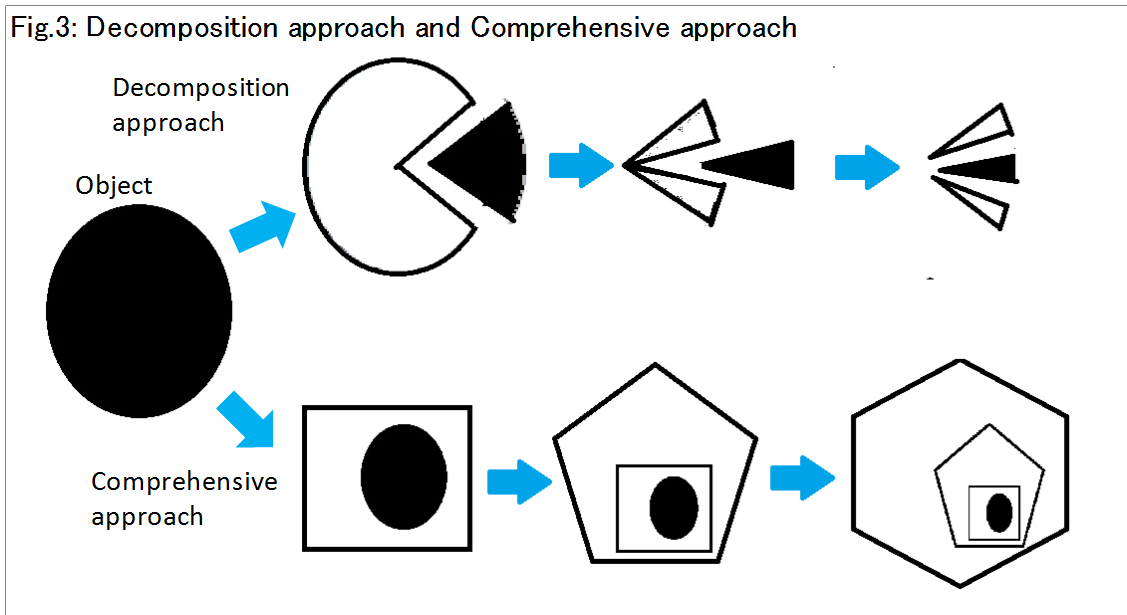 Fig.3: Decomposition approach and Comprehensive approach
Decomposition
approach
Object
Comprehensive
approach